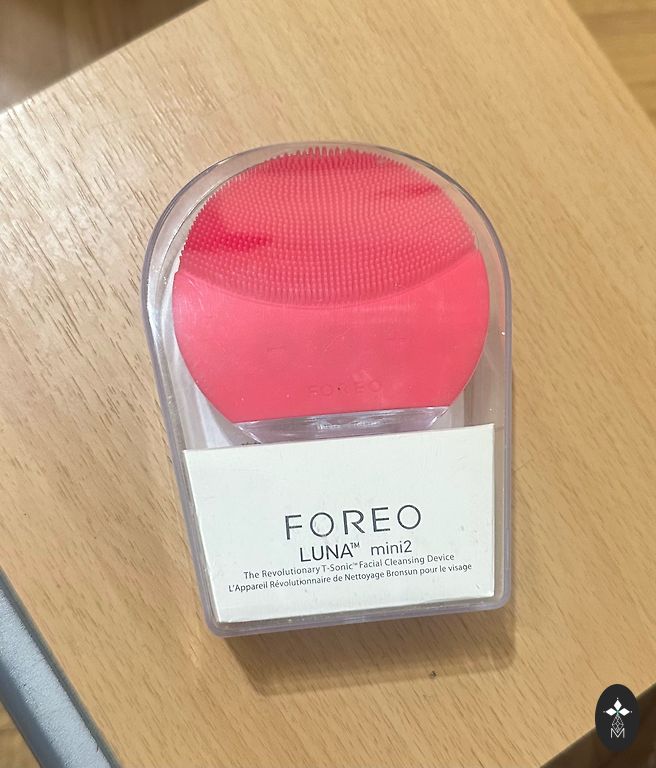 FOREO
FOREO
LUNA™ mini2
The Revolutionary T-Sonic™ Facial Cleansing Device
L'Appareil Révolutionnaire de Nettoyage Bronsun pour le visage
M